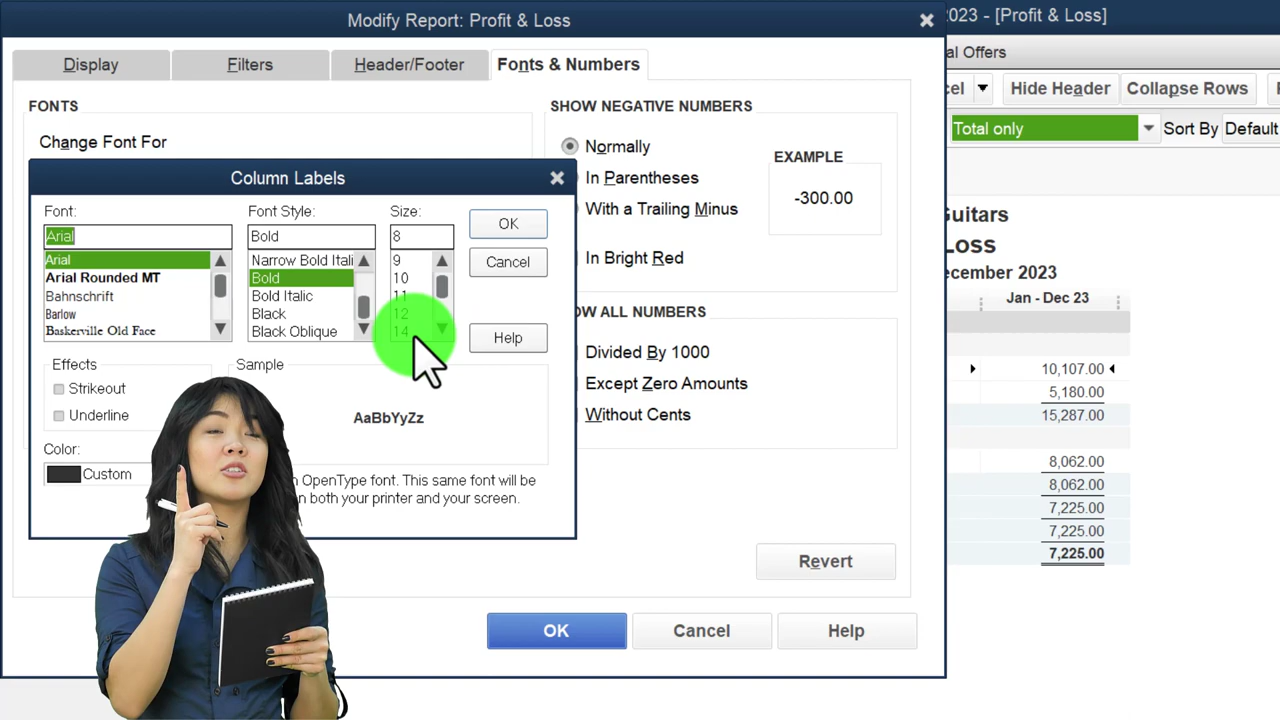 Modify Report: Profit & Loss
2023 - [Profit & Loss]
Display
Filters
Header/Footer
Fonts & Numbers
al Offers
cel
Hide Header
Collapse Rows
Total only
Sort By
Default
FONTS
Change Font For
SHOW NEGATIVE NUMBERS
Normally
In Parentheses
With a Trailing Minus
In Bright Red
EXAMPLE
-300.00
Column Labels
Font:
Arial
Arial
Arial Rounded MT
Bahnschrift
Barlow
Baskerville Old Face
Font Style:
Bold
Narrow Bold Itali
Bold
Bold Italic
Black
Black Oblique
Size:
8
9
10
11
12
14
OK
Cancel
Help
Effects
Strikeout
Underline
Color:
Custom
Sample
AaBbYyZz
OpenType font. This same font will be
both your printer and your screen.
OW ALL NUMBERS
Divided By 1000
Except Zero Amounts
Without Cents
Revert
OK
Cancel
Help
Guitars
Loss
ecember 2023
Jan - Dec 23
10,107.00
5,180.00
15,287.00
8,062.00
8,062.00
7,225.00
7,225.00
7,225.00